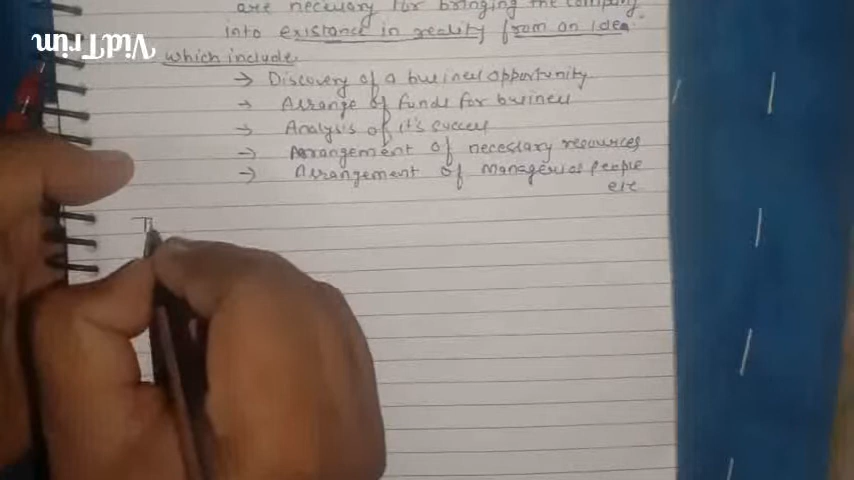 are necessary for bringing the company
into existance in reality from an idea
VidTrim
which include
→ Discovery of a business opportunity
→ Arrange of funds for business
→ Analysis of it's success
→ Arrangement of necessary resources
→ Arrangement of managerial people
etc
T